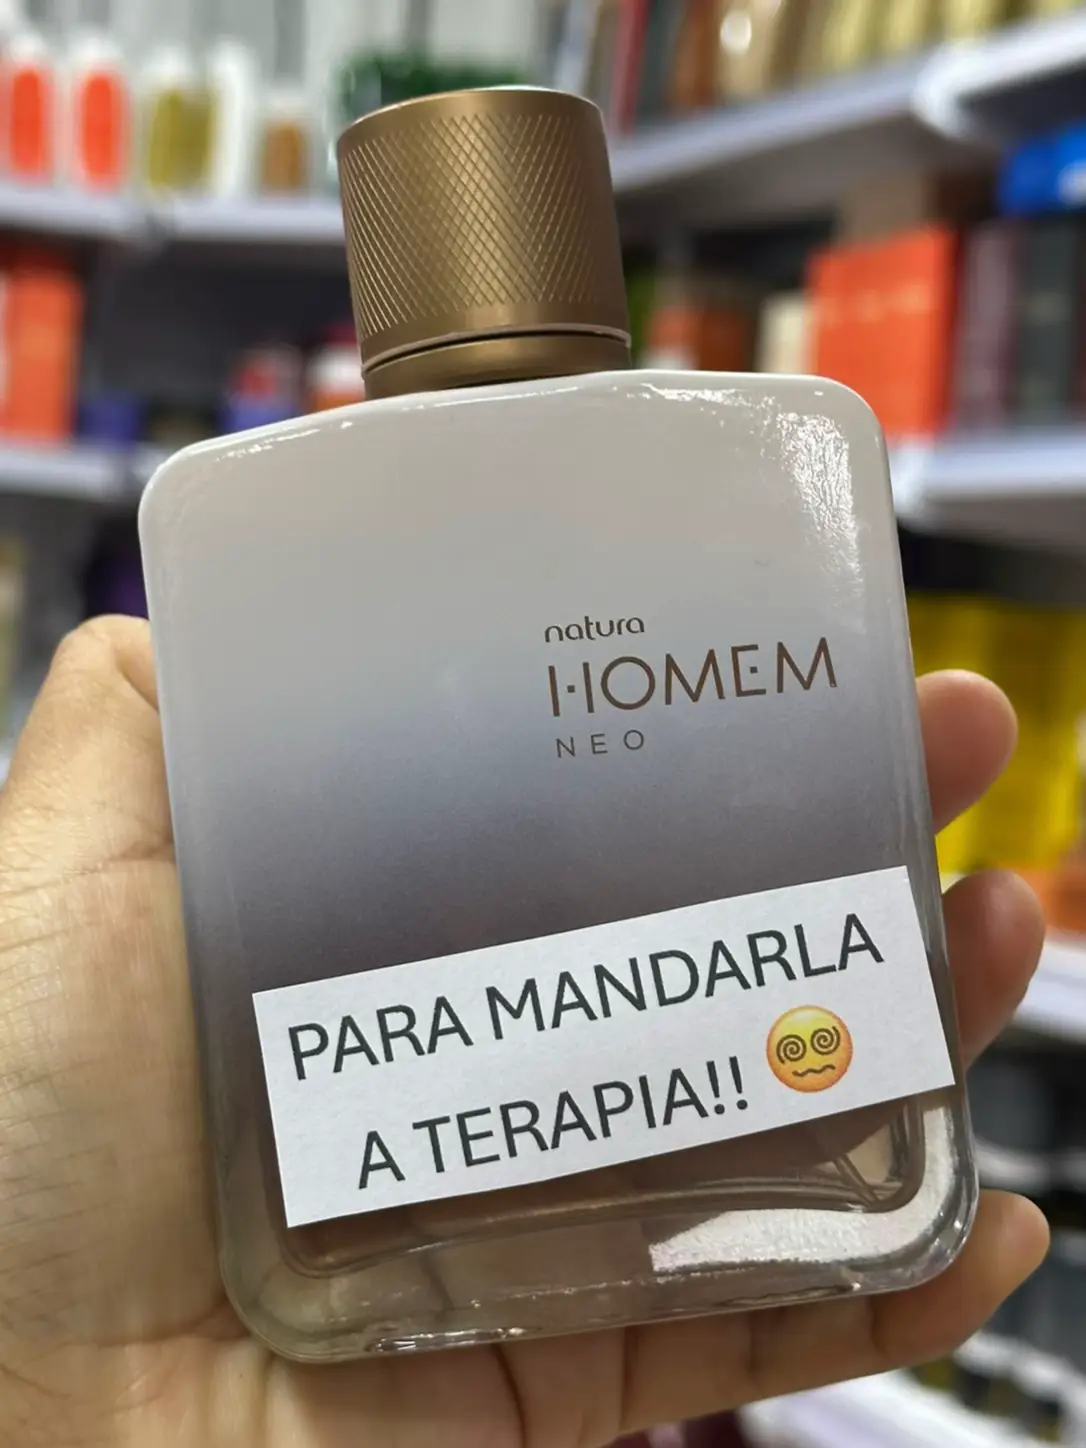 natura
HOMEM
NEO
PARA MANDARLA
A TERAPIA!! 😵‍💫